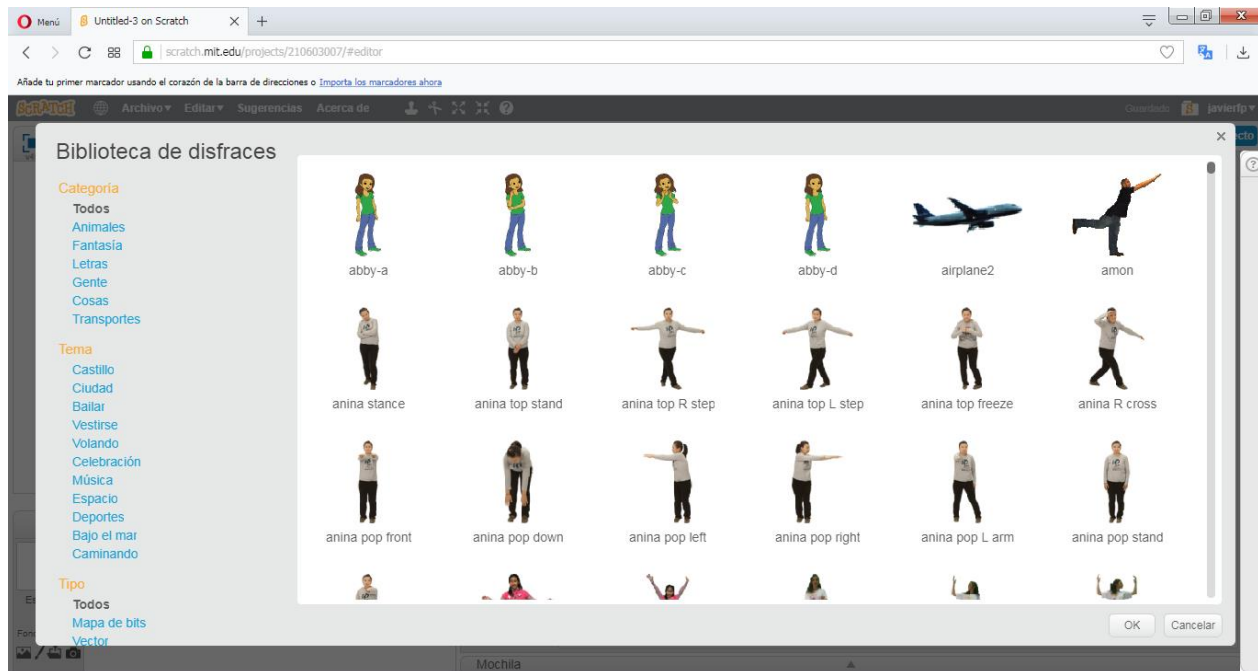 Menú
Untitled-3 on Scratch
scratch.mit.edu/projects/210603007/#editor
Añade tu primer marcador usando el corazón de la barra de direcciones o Importa los marcadores ahora
SCRATCH Archivo Editar Sugerencias Acerca de Guardado javierfp
Biblioteca de disfraces
Categoría
Todos
Animales
Fantasía
Letras
Gente
Cosas
Transportes
Tema
Castillo
Ciudad
Bailar
Vestirse
Volando
Celebración
Música
Espacio
Deportes
Bajo el mar
Caminando
Tipo
Todos
Mapa de bits
Vector
abby-a abby-b abby-c abby-d airplane2 amon
anina stance anina top stand anina top R step anina top L step anina top freeze anina R cross
anina pop front anina pop down anina pop left anina pop right anina pop L arm anina pop stand
OK Cancelar
Mochila